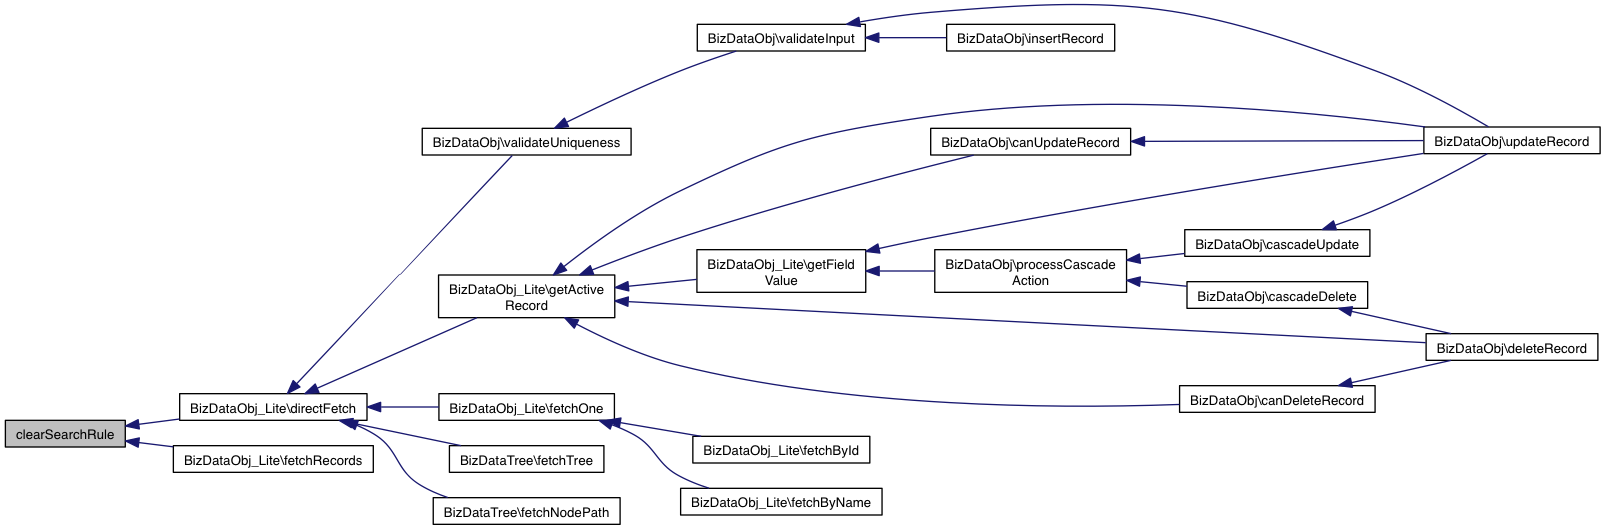 BizDataObj\validateInput
BizDataObj\insertRecord
BizDataObj\validateUniqueness
BizDataObj\canUpdateRecord
BizDataObj\updateRecord
BizDataObj_Lite\getField
Value
BizDataObj\processCascade
Action
BizDataObj\cascadeUpdate
BizDataObj_Lite\getActive
Record
BizDataObj\cascadeDelete
BizDataObj\deleteRecord
BizDataObj\canDeleteRecord
BizDataObj_Lite\directFetch
BizDataObj_Lite\fetchOne
clearSearchRule
BizDataObj_Lite\fetchRecords
BizDataTree\fetchTree
BizDataObj_Lite\fetchById
BizDataObj_Lite\fetchByName
BizDataTree\fetchNodePath